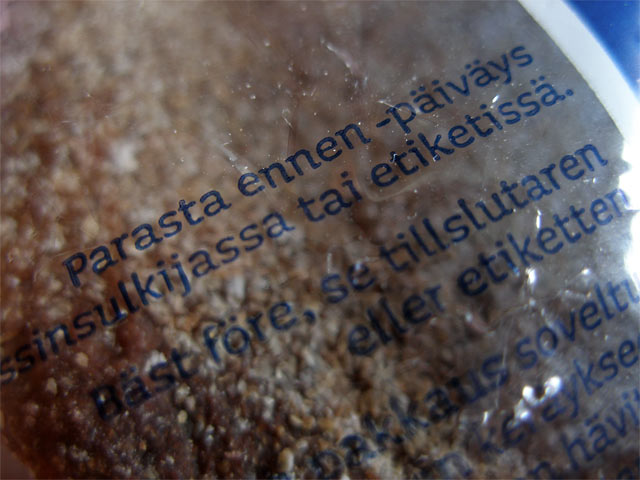 Parasta ennen -päiväys
ssinsulkijassa tai etiketissä.
Bäst före, se tillslutaren
eller etiketten
pakkaus sovelt